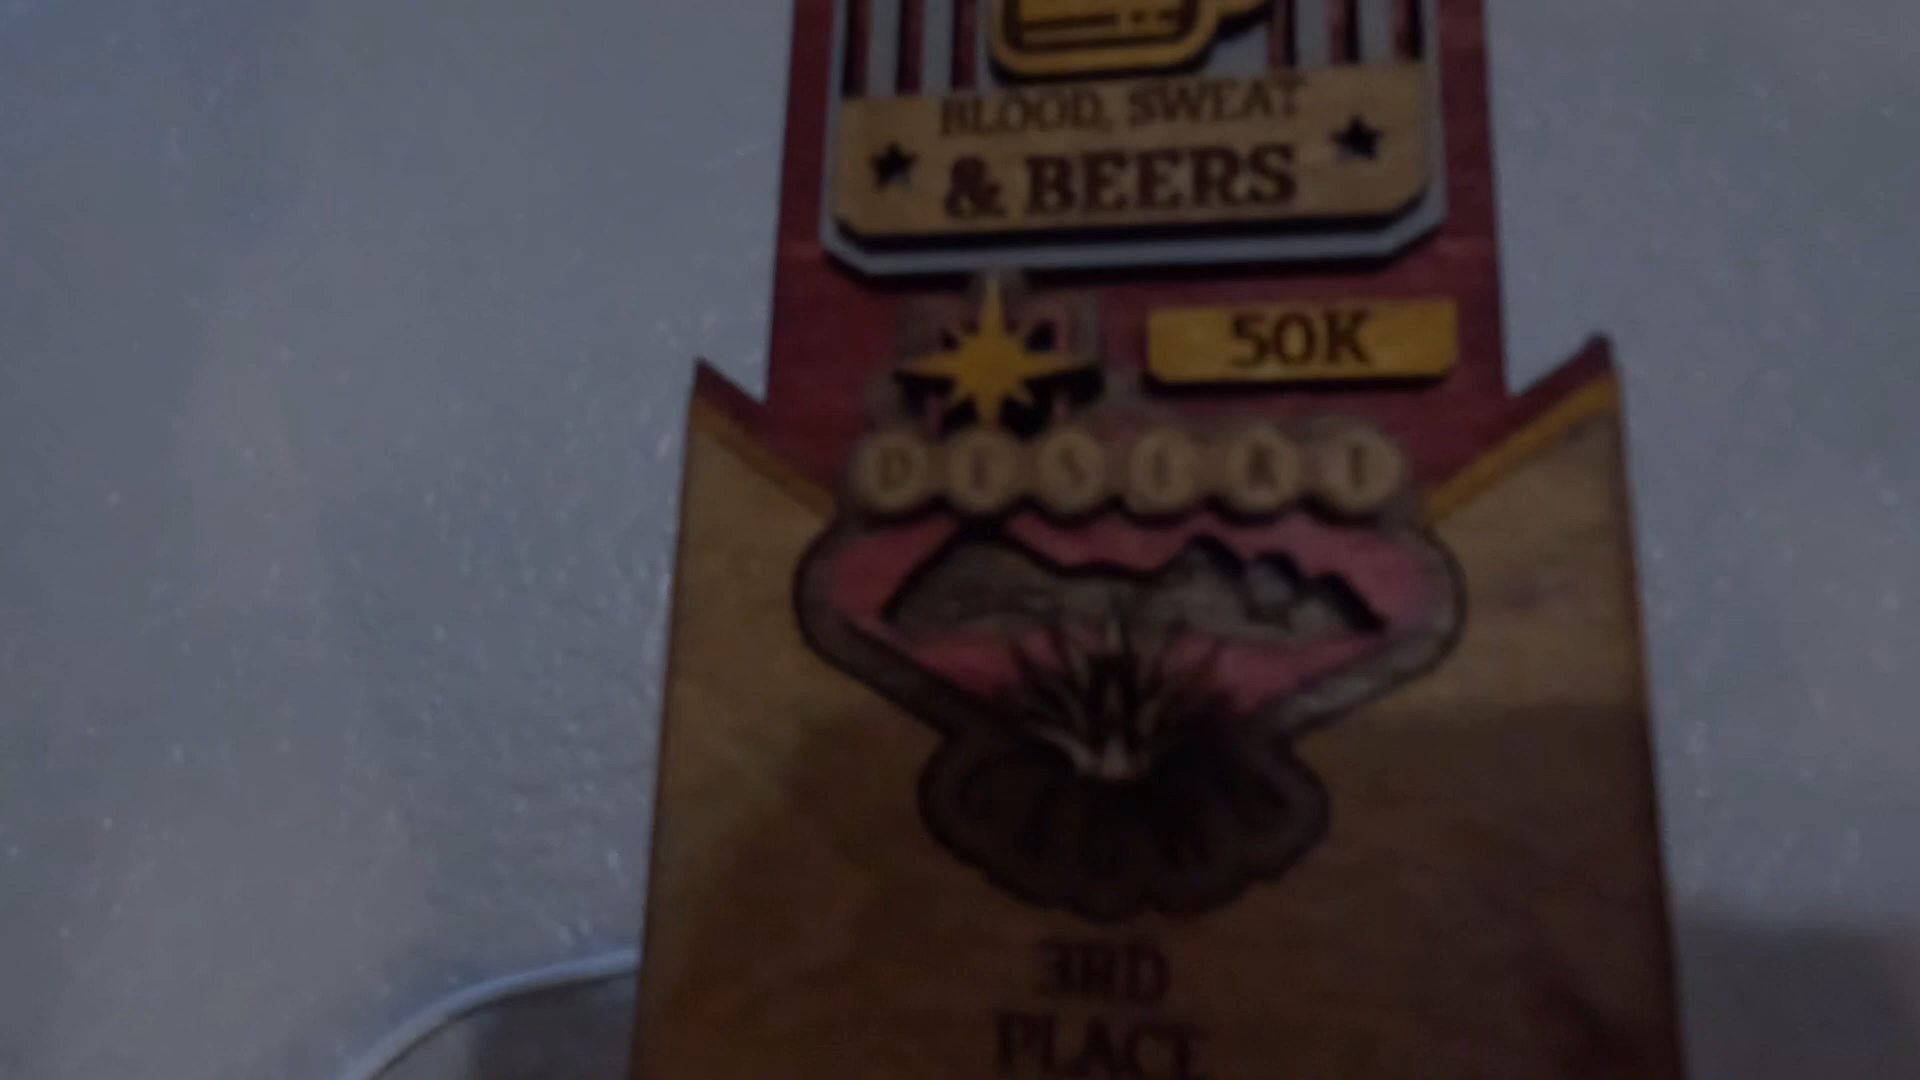 BLOOD, SWEAT
& BEERS
50K
DESERT
3RD
PLACE